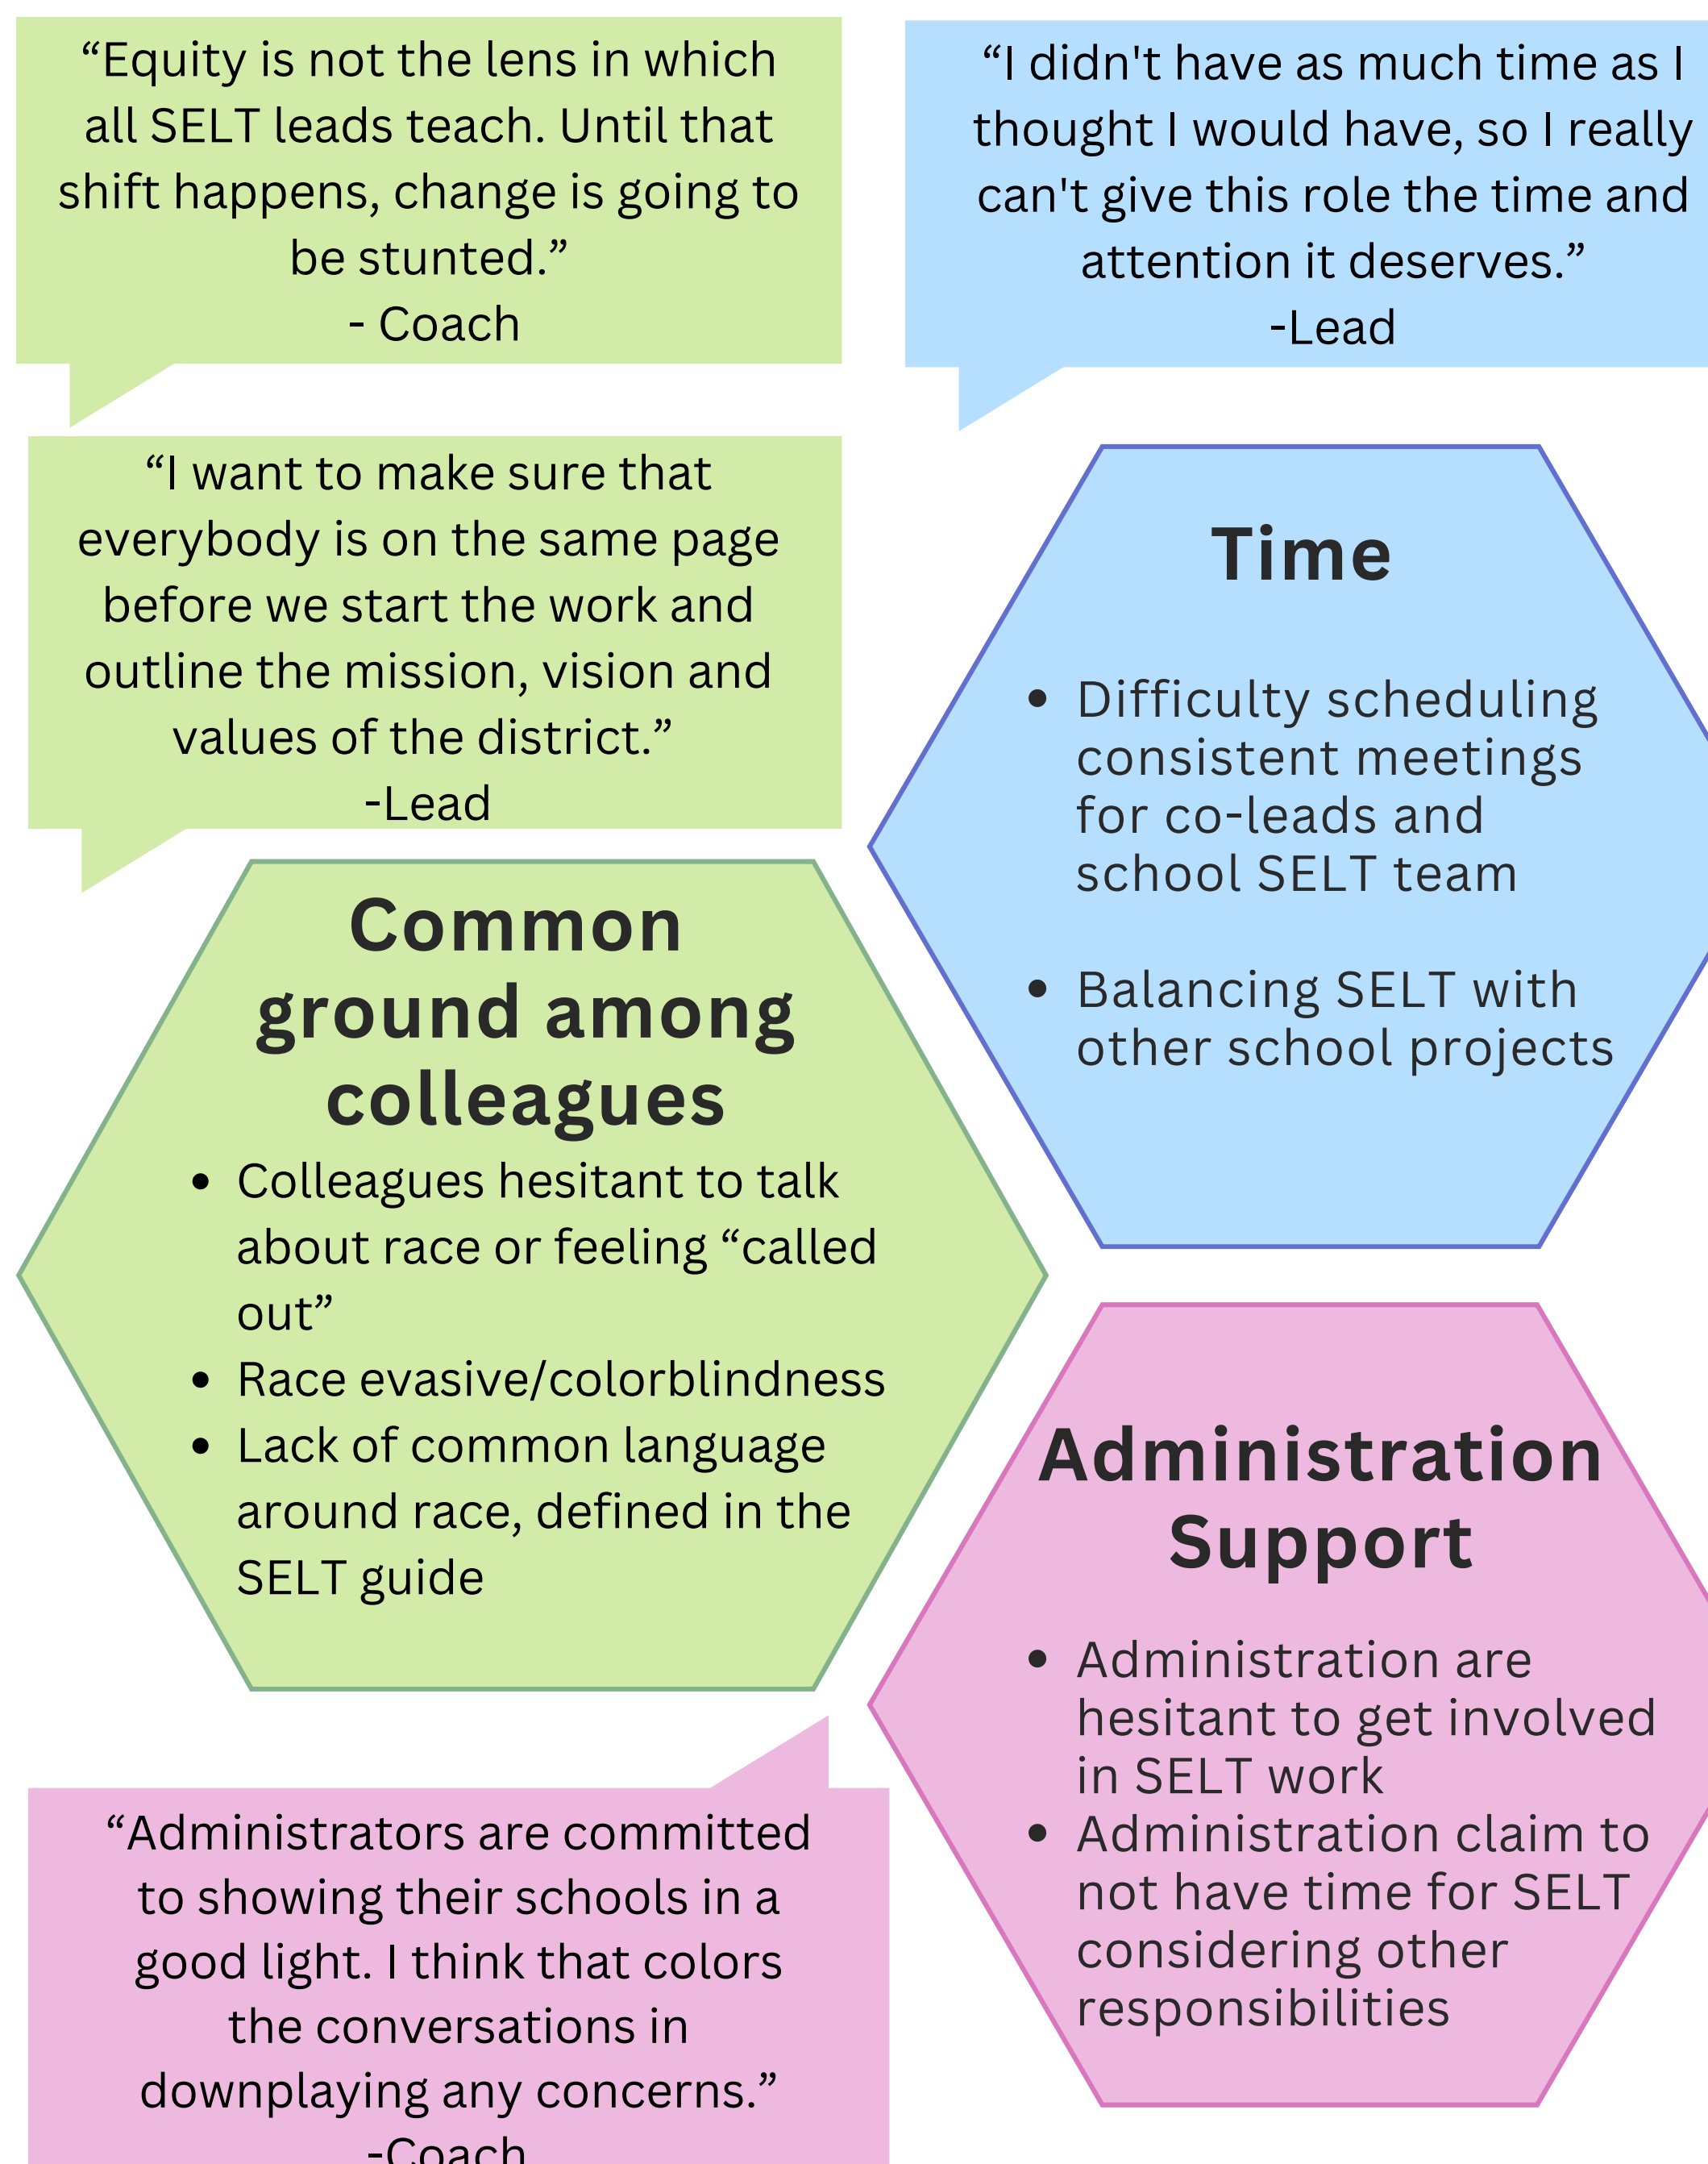 “Equity is not the lens in which
all SELT leads teach. Until that
shift happens, change is going to
be stunted.”
- Coach
“I didn't have as much time as I
thought I would have, so I really
can't give this role the time and
attention it deserves.”
-Lead
“I want to make sure that
everybody is on the same page
before we start the work and
outline the mission, vision and
values of the district.”
-Lead
Time
• Difficulty scheduling
consistent meetings
for co-leads and
school SELT team
• Balancing SELT with
other school projects
Common
ground among
colleagues
• Colleagues hesitant to talk
about race or feeling “called
out”
• Race evasive/colorblindness
• Lack of common language
around race, defined in the
SELT guide
Administration
Support
• Administration are
hesitant to get involved
in SELT work
• Administration claim to
not have time for SELT
considering other
responsibilities
“Administrators are committed
to showing their schools in a
good light. I think that colors
the conversations in
downplaying any concerns.”
-Coach